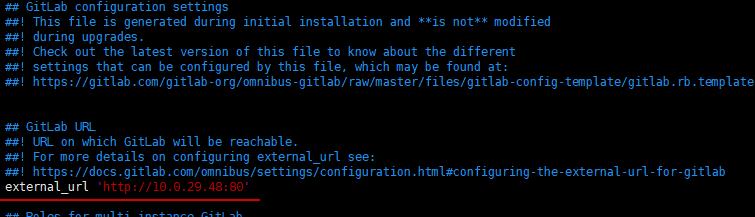 ## GitLab configuration settings
##! This file is generated during initial installation and **is not** modified
##! during upgrades.
##! Check out the latest version of this file to know about the different
##! settings that can be configured by this file, which may be found at:
##! https://gitlab.com/gitlab-org/omnibus-gitlab/raw/master/files/gitlab-config-template/gitlab.rb.template
## GitLab URL
##! URL on which GitLab will be reachable.
##! For more details on configuring external_url see:
##! https://docs.gitlab.com/omnibus/settings/configuration.html#configuring-the-external-url-for-gitlab
external_url 'http://10.0.29.48:80'
## Roles for multi-instance GitLab